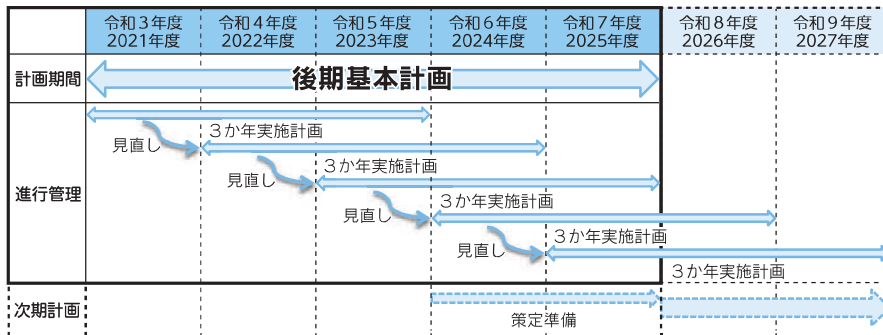 令和3年度 令和4年度 令和5年度 令和6年度 令和7年度 令和8年度 令和9年度
2021年度 2022年度 2023年度 2024年度 2025年度 2026年度 2027年度
計画期間
後期基本計画
進行管理
3か年実施計画
見直し
3か年実施計画
見直し
3か年実施計画
見直し
3か年実施計画
見直し
3か年実施計画
次期計画
策定準備